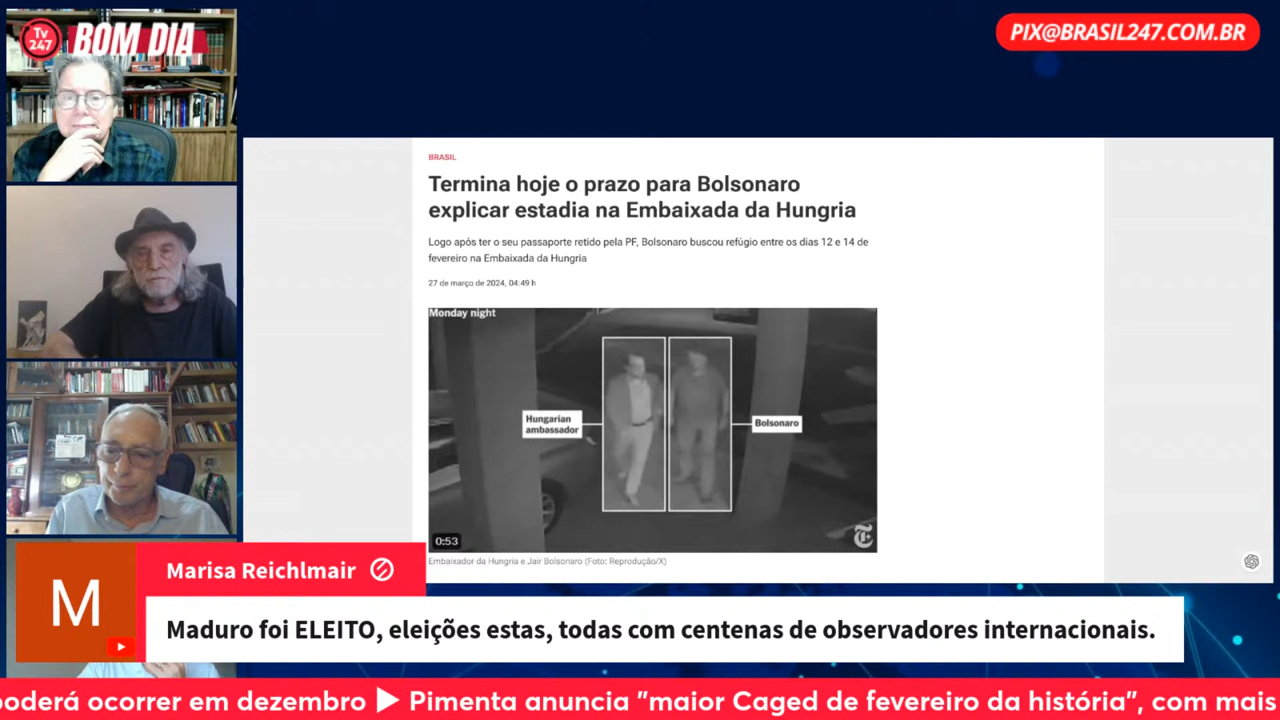 Tv
247
BOM DIA
PIX@BRASIL247.COM.BR
BRASIL
Termina hoje o prazo para Bolsonaro
explicar estadia na Embaixada da Hungria
Logo após ter o seu passaporte retido pela PF, Bolsonaro buscou refúgio entre os dias 12 e 14 de
fevereiro na Embaixada da Hungria
27 de março de 2024, 04:49 h
Monday night
Hungarian
ambassador
Bolsonaro
0:53
Embaixador da Hungria e Jair Bolsonaro (Foto: Reprodução/X)
M
Marisa Reichlmair
Maduro foi ELEITO, eleições estas, todas com centenas de observadores internacionais.
poderá ocorrer em dezembro ▶ Pimenta anuncia "maior Caged de fevereiro da história", com mais